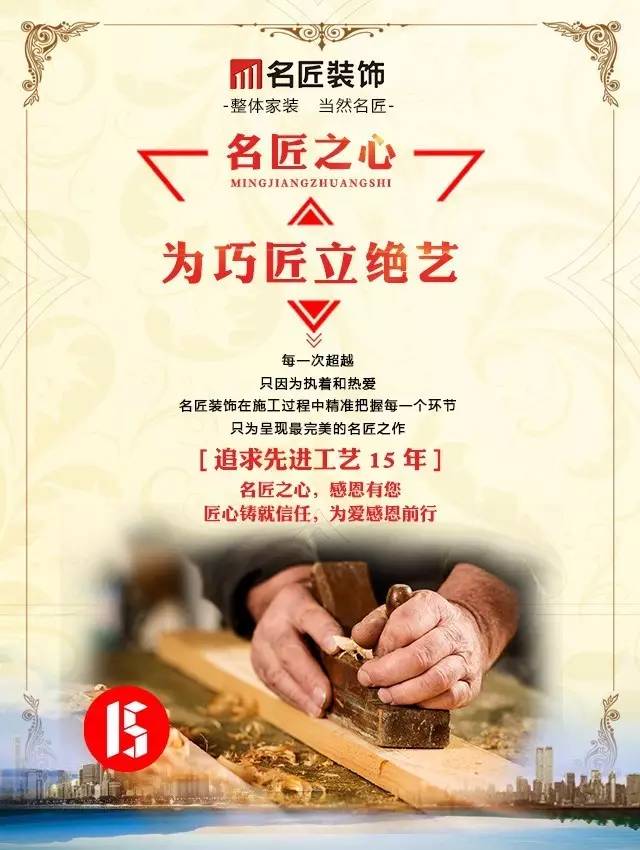 名匠裝饰
-整体家装 当然名匠-
名匠之心
MINGJIANGZHUANGSHI
为巧匠立绝艺
每一次超越
只因为执着和热爱
名匠装饰在施工过程中精准把握每一个环节
只为呈现最完美的名匠之作
[追求先进工艺 15 年]
名匠之心，感恩有您
匠心铸就信任，为爱感恩前行
15